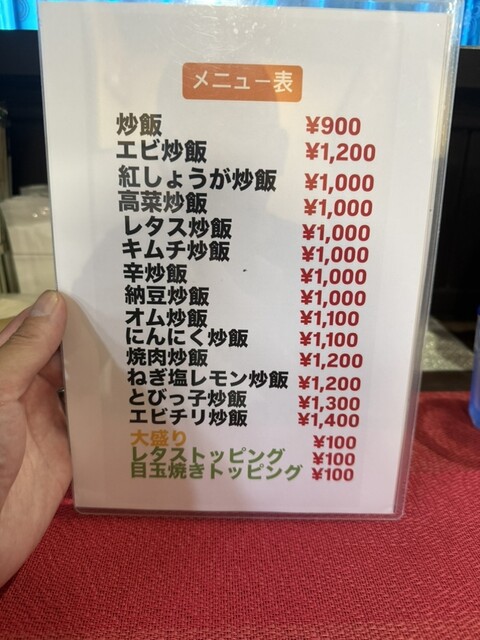 メニュー表
炒飯 ¥900
エビ炒飯 ¥1,200
紅しょうが炒飯 ¥1,000
高菜炒飯 ¥1,000
レタス炒飯 ¥1,000
キムチ炒飯 ¥1,000
辛炒飯 ¥1,000
納豆炒飯 ¥1,000
オム炒飯 ¥1,100
にんにく炒飯 ¥1,100
焼肉炒飯 ¥1,200
ねぎ塩レモン炒飯 ¥1,200
とびっ子炒飯 ¥1,300
エビチリ炒飯 ¥1,400
大盛り ¥100
レタストッピング ¥100
目玉焼きトッピング ¥100